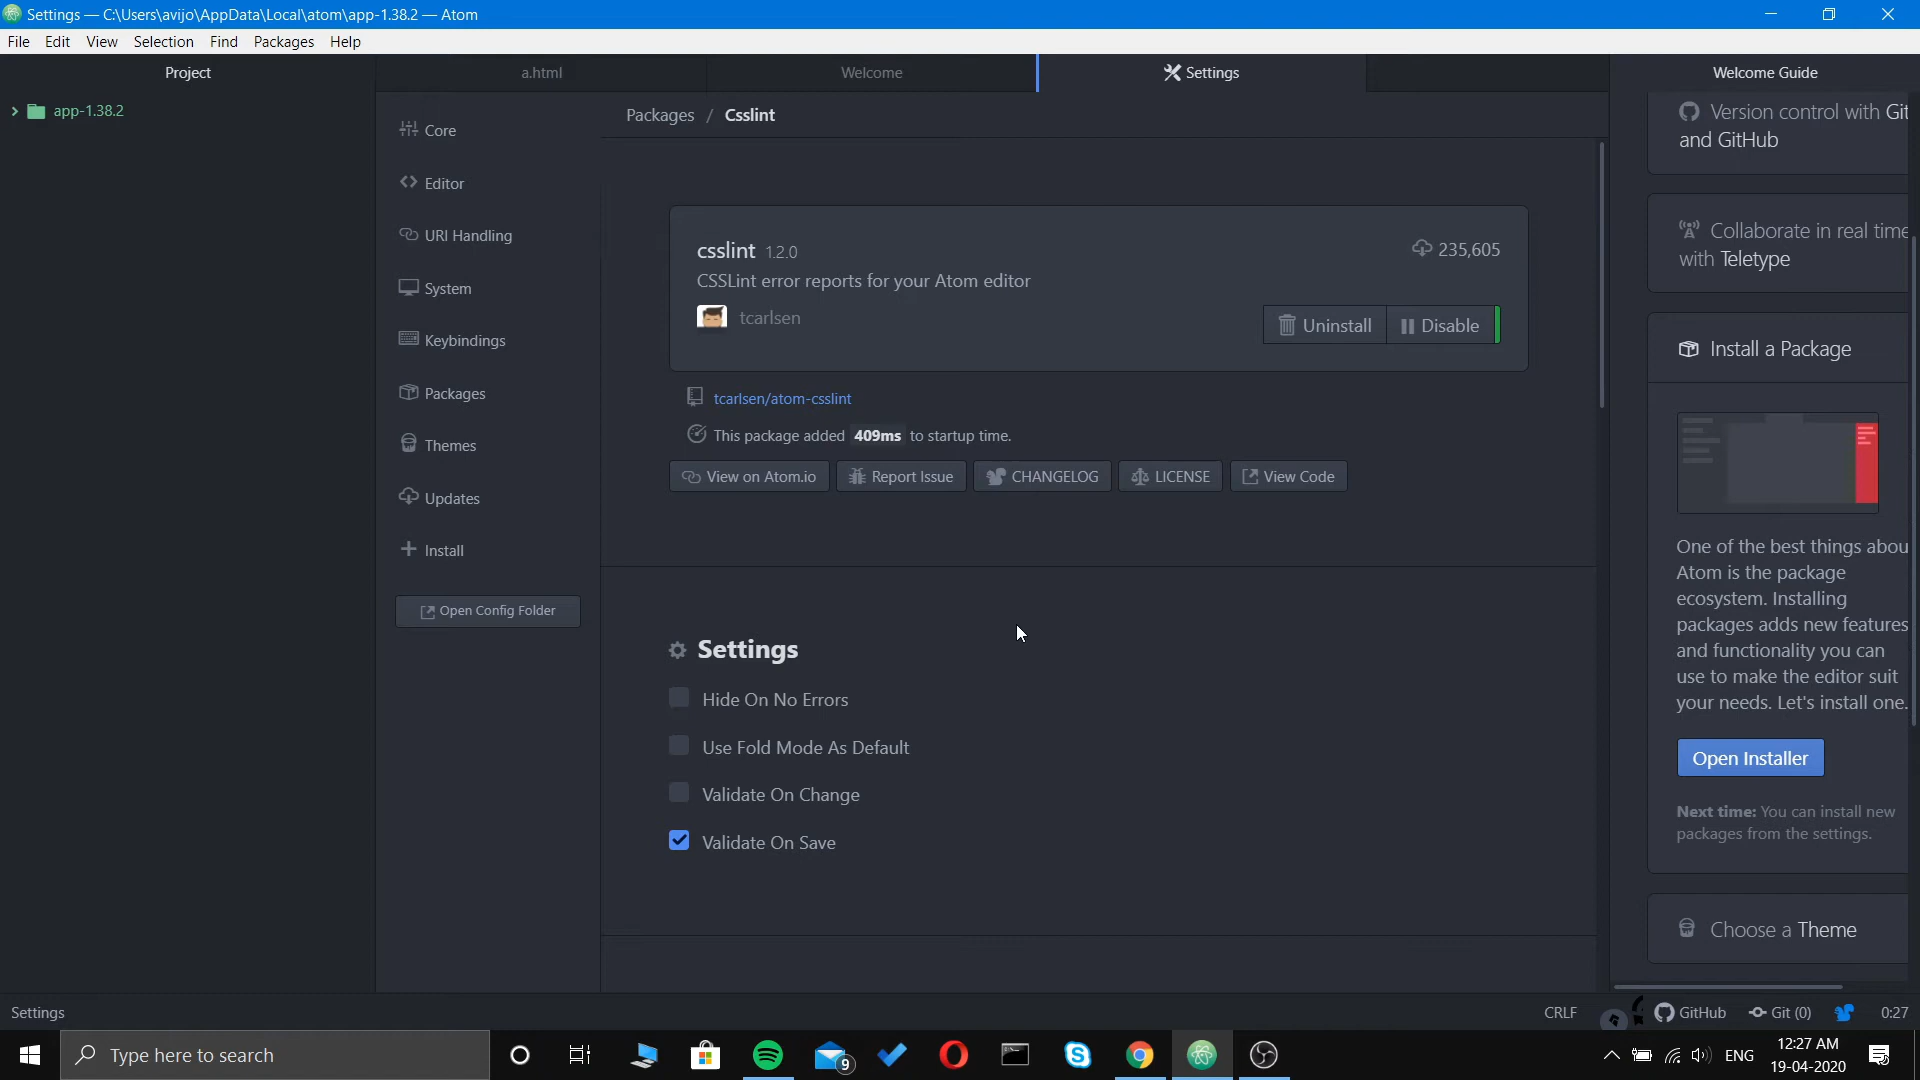 Settings — C:\Users\avijo\AppData\Local\atom\app-1.38.2 — Atom
File Edit View Selection Find Packages Help
Project
a.html
Welcome
Settings
Welcome Guide
app-1.38.2
Core
Editor
URI Handling
System
Keybindings
Packages
Themes
Updates
Install
Open Config Folder
Packages / Csslint
csslint 1.2.0
235,605
CSSLint error reports for your Atom editor
tcarlsen
Uninstall
Disable
tcarlsen/atom-csslint
This package added 409ms to startup time.
View on Atom.io
Report Issue
CHANGELOG
LICENSE
View Code
Settings
Hide On No Errors
Use Fold Mode As Default
Validate On Change
Validate On Save
Version control with Git
and GitHub
Collaborate in real time
with Teletype
Install a Package
One of the best things abou
Atom is the package
ecosystem. Installing
packages adds new features
and functionality you can
use to make the editor suit
your needs. Let's install one.
Open Installer
Next time: You can install new
packages from the settings.
Choose a Theme
Settings
CRLF
GitHub
Git (0)
0:27
Type here to search
9
ENG
12:27 AM
19-04-2020